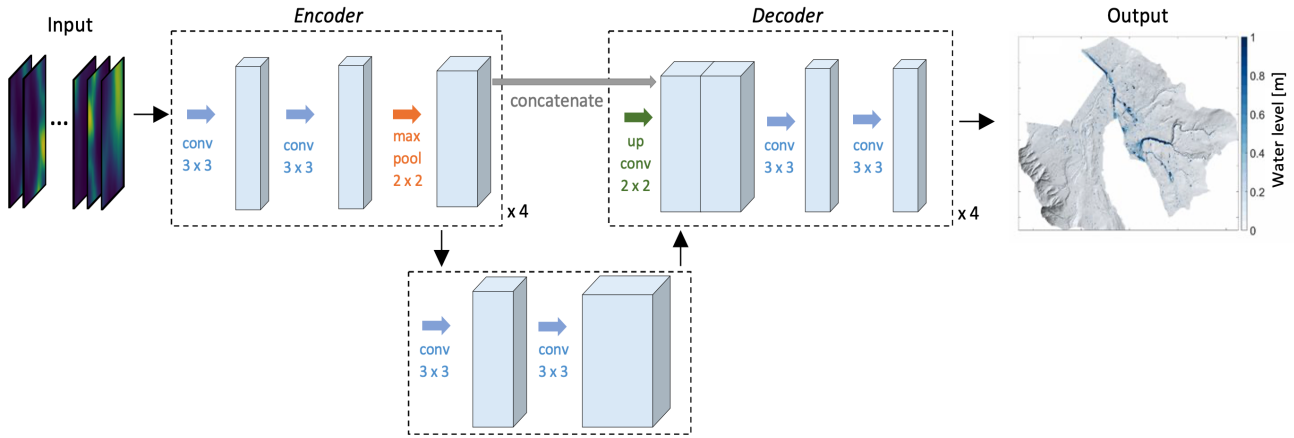 Input
Encoder
Decoder
Output
...
conv
3 x 3
conv
3 x 3
max
pool
2 x 2
x 4
concatenate
up
conv
2 x 2
conv
3 x 3
conv
3 x 3
x 4
conv
3 x 3
conv
3 x 3
1
0.8
0.6
0.4
0.2
0
Water level [m]